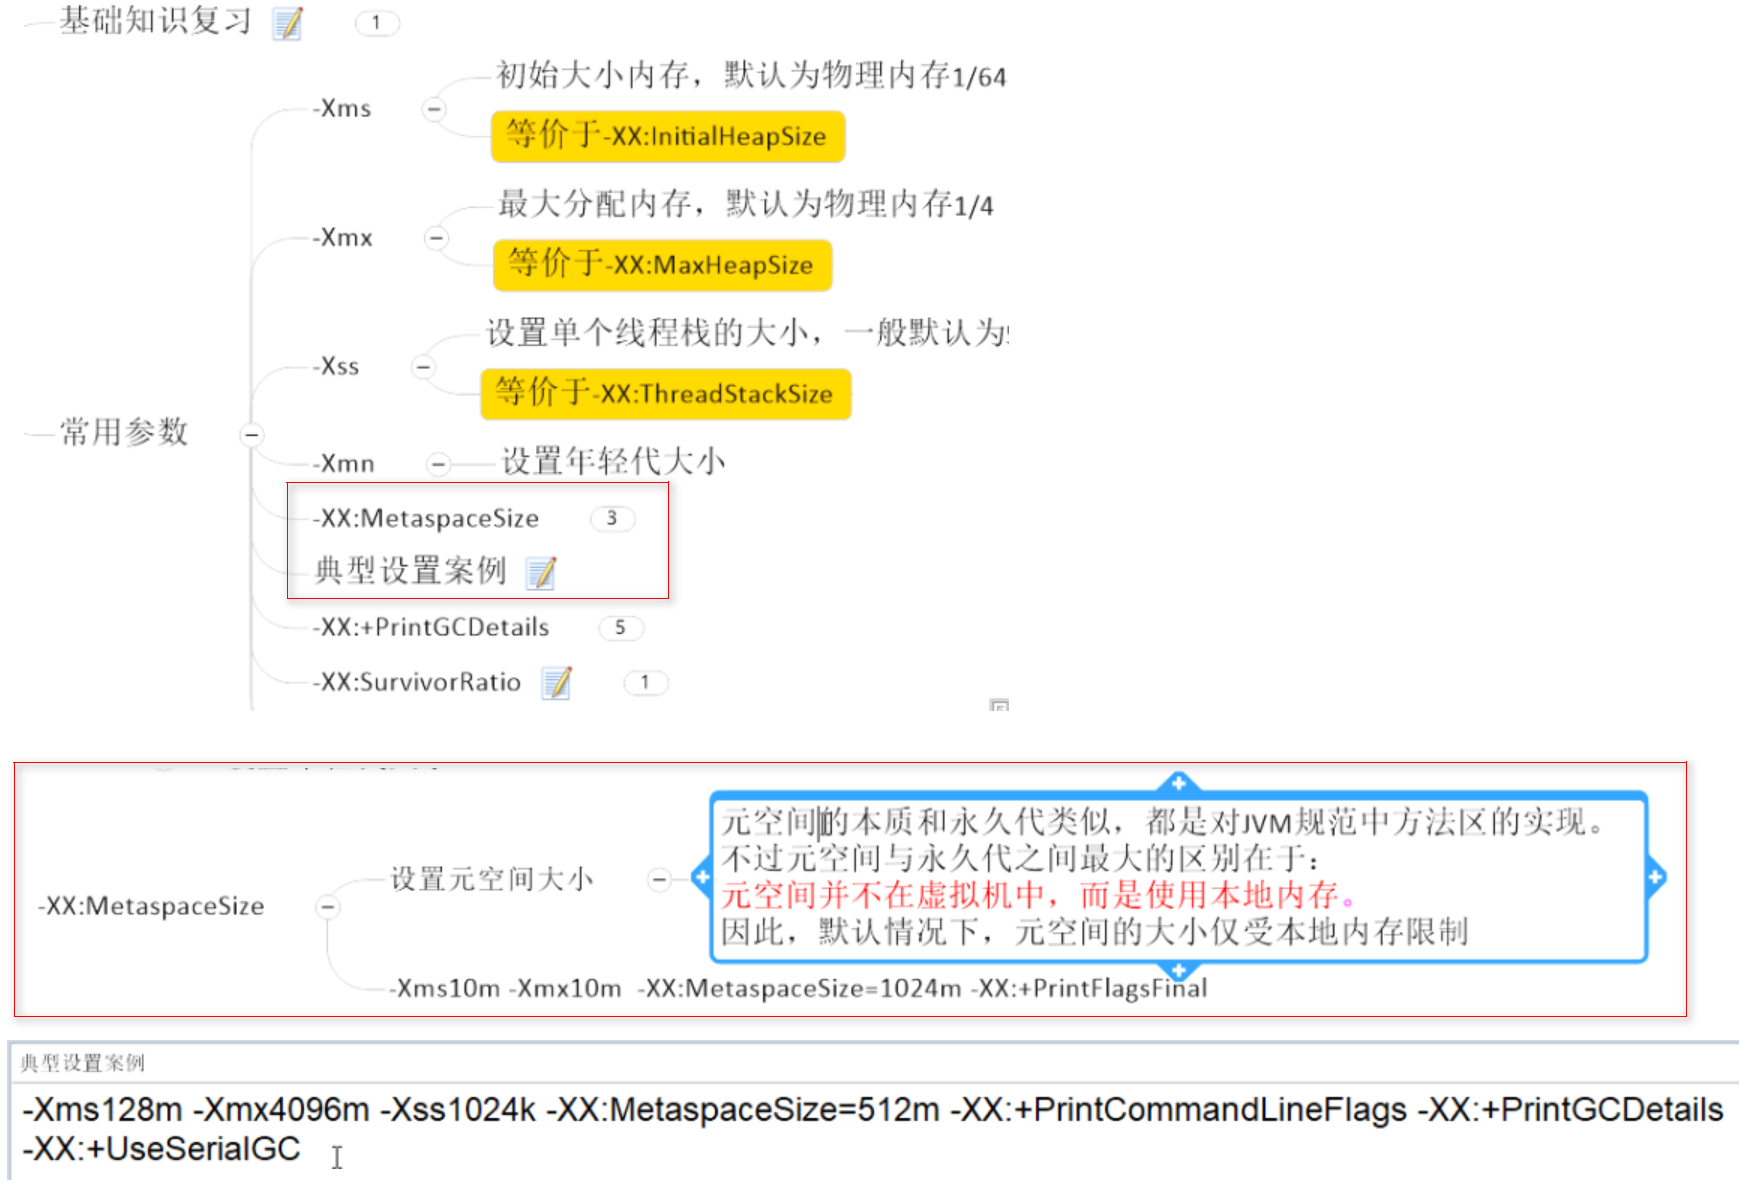 基础知识复习 1
初始大小内存，默认为物理内存1/64
-Xms
等价于-XX:InitialHeapSize
最大分配内存，默认为物理内存1/4
-Xmx
等价于-XX:MaxHeapSize
设置单个线程栈的大小，一般默认为
-Xss
等价于-XX:ThreadStackSize
常用参数
-Xmn 设置年轻代大小
-XX:MetaspaceSize 3
典型设置案例
-XX:+PrintGCDetails 5
-XX:SurvivorRatio 1
元空间的本质和永久代类似，都是对JVM规范中方法区的实现。
不过元空间与永久代之间最大的区别在于：
设置元空间大小
元空间并不在虚拟机中，而是使用本地内存。
-XX:MetaspaceSize
因此，默认情况下，元空间的大小仅受本地内存限制
-Xms10m -Xmx10m -XX:MetaspaceSize=1024m -XX:+PrintFlagsFinal
典型设置案例
-Xms128m -Xmx4096m -Xss1024k -XX:MetaspaceSize=512m -XX:+PrintCommandLineFlags -XX:+PrintGCDetails
-XX:+UseSerialGC